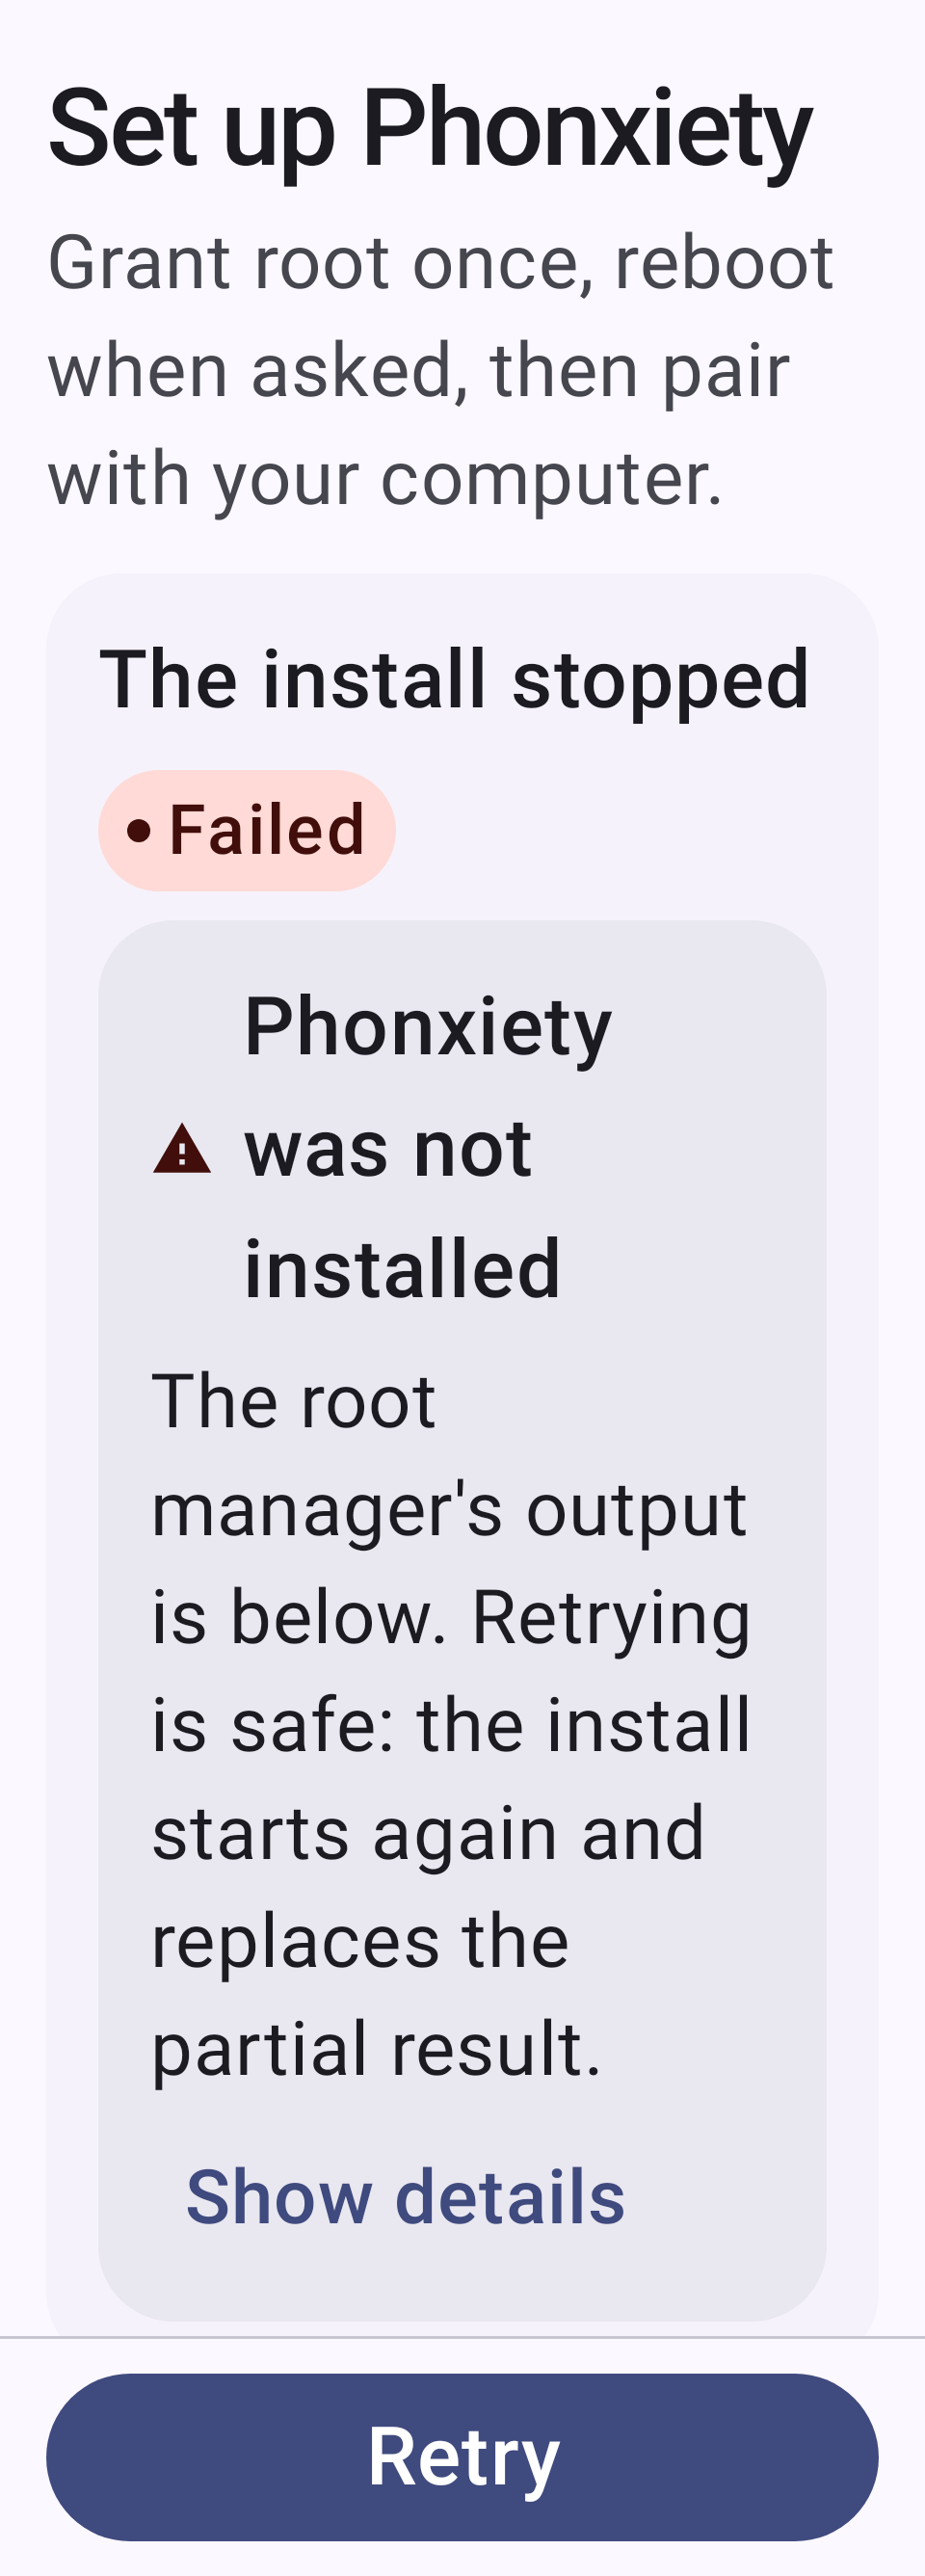 Set up Phonxiety
Grant root once, reboot
when asked, then pair
with your computer.
The install stopped
Failed
Phonxiety
was not
installed
The root
manager's output
is below. Retrying
is safe: the install
starts again and
replaces the
partial result.
Show details
Retry